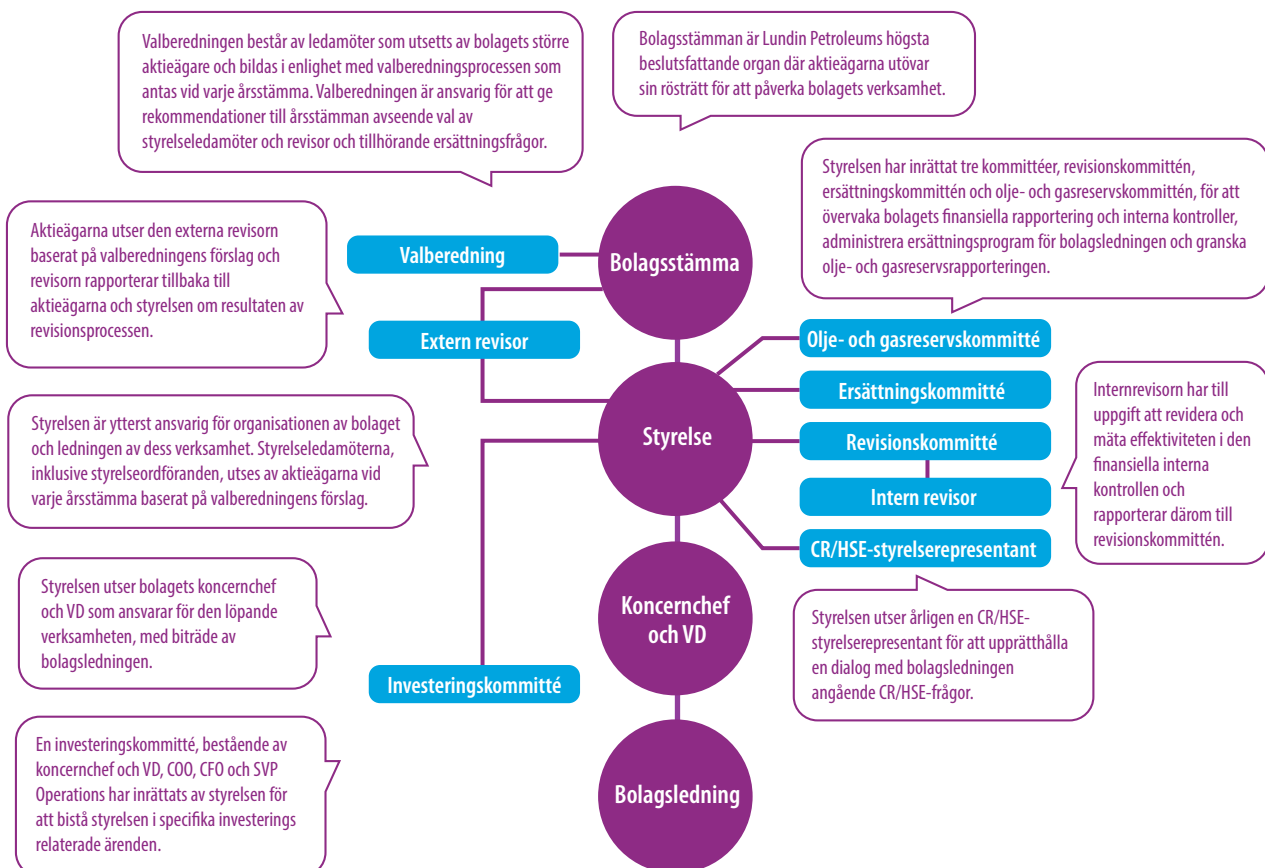 Valberedningen består av ledamöter som utsetts av bolagets större
aktieägare och bildas i enlighet med valberedningsprocessen som
antas vid varje årsstämma. Valberedningen är ansvarig för att ge
rekommendationer till årsstämman avseende val av
styrelseledamöter och revisor och tillhörande ersättningsfrågor.
Bolagsstämman är Lundin Petroleums högsta
beslutsfattande organ där aktieägarna utövar
sin rösträtt för att påverka bolagets verksamhet.
Styrelsen har inrättat tre kommittéer, revisionskommittén,
ersättningskommittén och olje- och gasreservskommittén, för att
övervaka bolagets finansiella rapportering och interna kontroller,
administrera ersättningsprogram för bolagsledningen och granska
olje- och gasreservsrapporteringen.
Aktieägarna utser den externa revisorn
baserat på valberedningens förslag och
revisorn rapporterar tillbaka till
aktieägarna och styrelsen om resultaten av
revisionsprocessen.
Valberedning
Bolagsstämma
Extern revisor
Olje- och gasreservskommitté
Ersättningskommitté
Styrelse
Revisionskommitté
Intern revisor
CR/HSE-styrelserepresentant
Internrevisorn har till
uppgift att revidera och
mäta effektiviteten i den
finansiella interna
kontrollen och
rapporterar därom till
revisionskommittén.
Styrelsen är ytterst ansvarig för organisationen av bolaget
och ledningen av dess verksamhet. Styrelseledamöterna,
inklusive styrelseordföranden, utses av aktieägarna vid
varje årsstämma baserat på valberedningens förslag.
Styrelsen utser bolagets koncernchef
och VD som ansvarar för den löpande
verksamheten, med biträde av
bolagsledningen.
Koncernchef
och VD
Styrelsen utser årligen en CR/HSE-
styrelserepresentant för att upprätthålla
en dialog med bolagsledningen
angående CR/HSE-frågor.
Investeringskommitté
En investeringskommitté, bestående av
koncernchef och VD, COO, CFO och SVP
Operations har inrättats av styrelsen för
att bistå styrelsen i specifika investerings
relaterade ärenden.
Bolagsledning